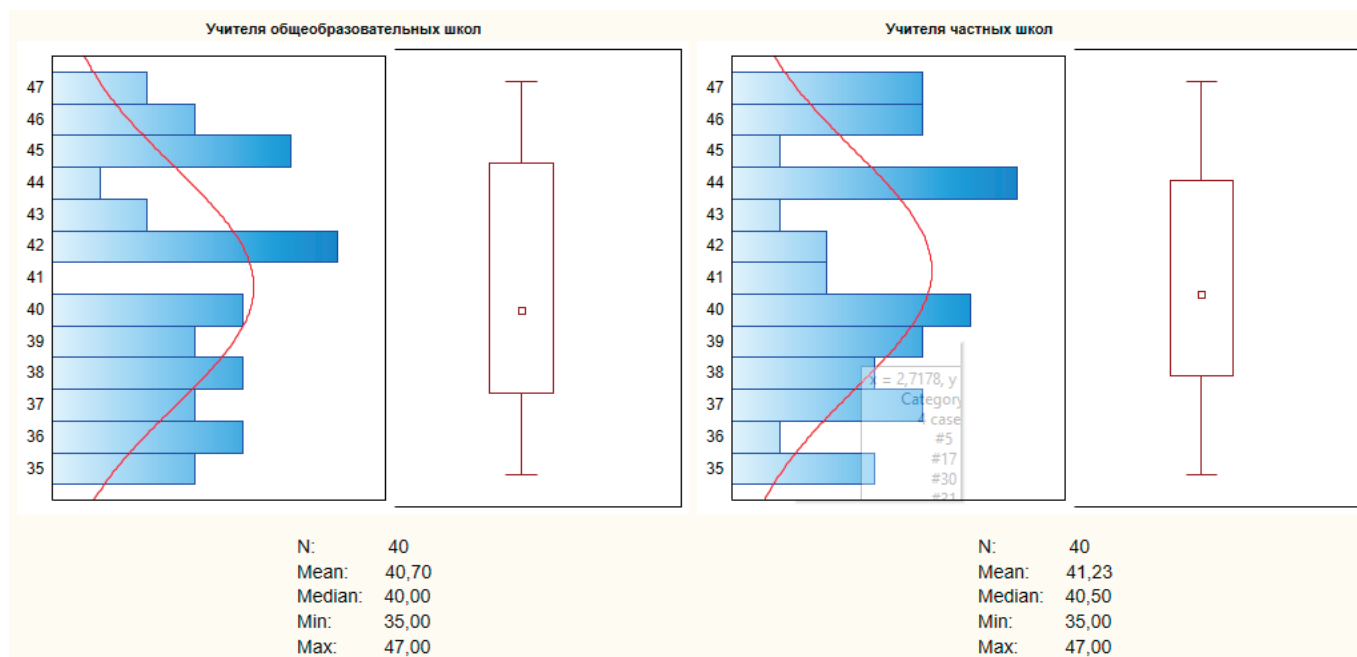 Учителя общеобразовательных школ
47
46
45
44
43
42
41
40
39
38
37
36
35
N: 40
Mean: 40,70
Median: 40,00
Min: 35,00
Max: 47,00
Учителя частных школ
47
46
45
44
43
42
41
40
39
38
37
36
35
x = 2,7178, y
Category
4 case
#5
#17
#30
#31
N: 40
Mean: 41,23
Median: 40,50
Min: 35,00
Max: 47,00